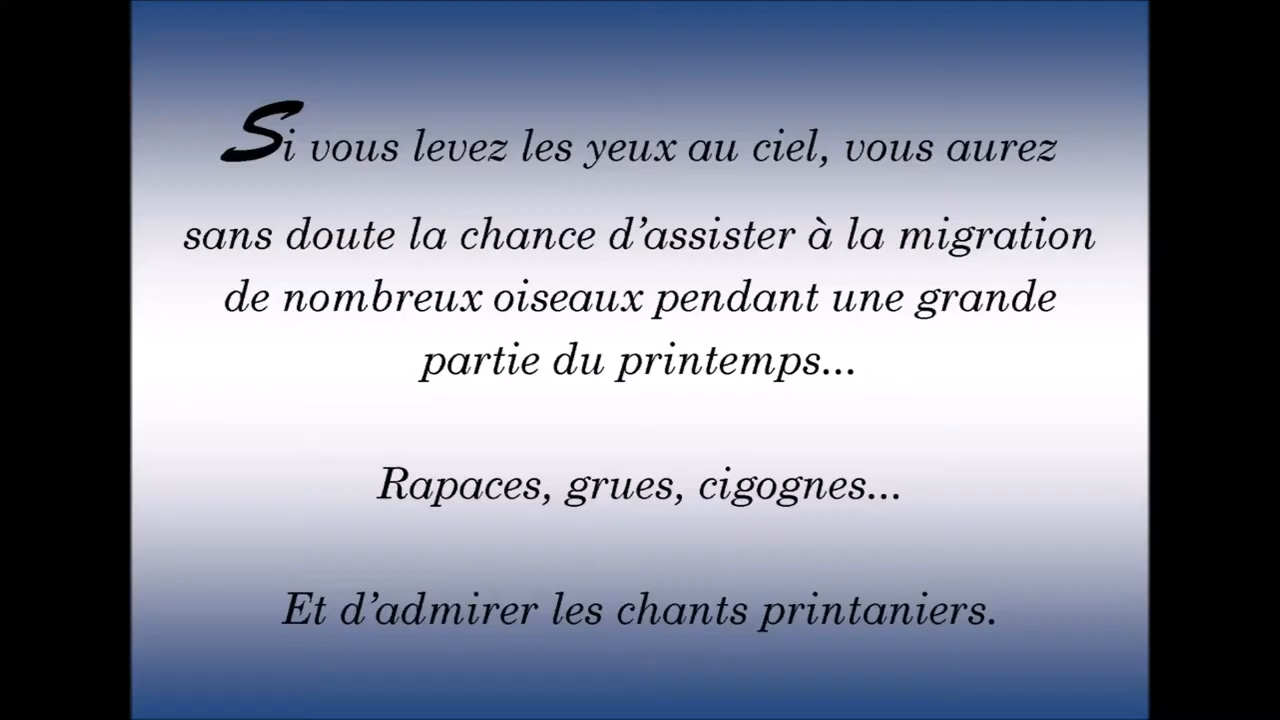 Si vous levez les yeux au ciel, vous aurez
sans doute la chance d’assister à la migration
de nombreux oiseaux pendant une grande
partie du printemps...
Rapaces, grues, cigognes...
Et d’admirer les chants printaniers.